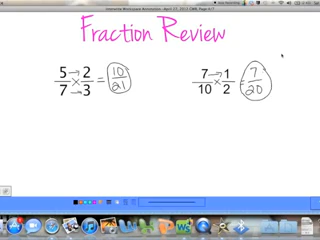 Fraction Review
5/7 × 2/3 = 10/21
7/10 × 1/2 = 7/20